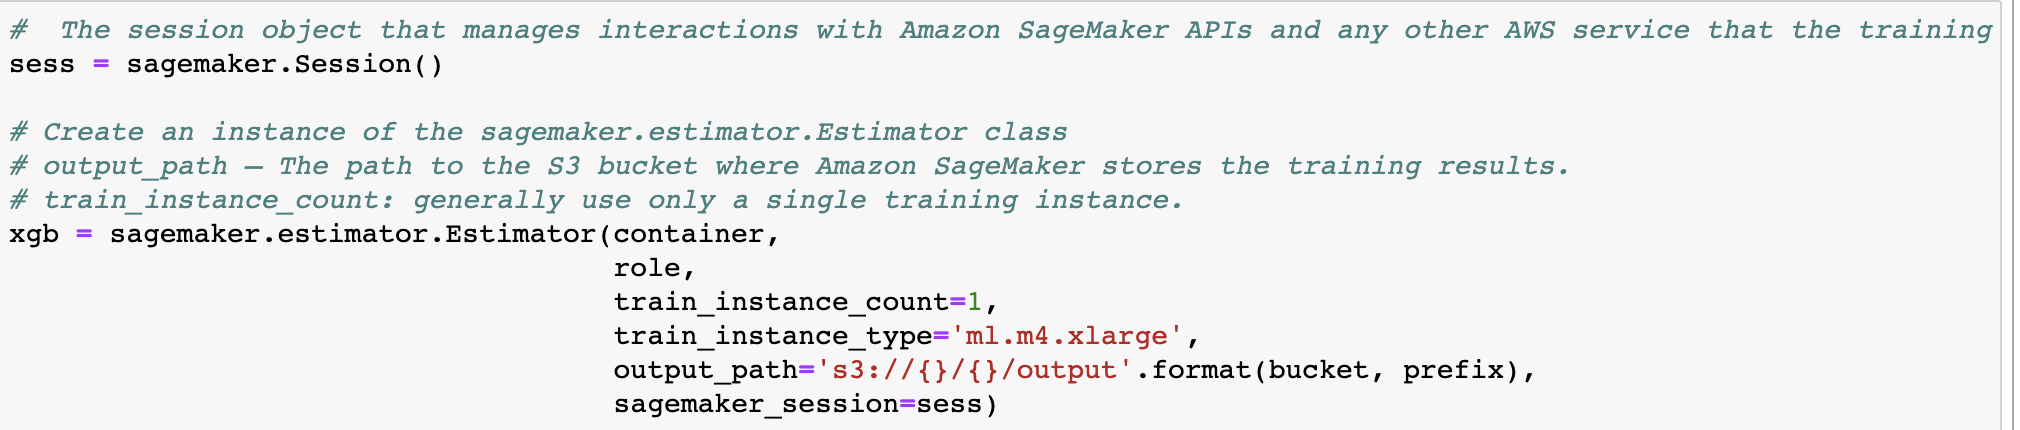 #  The session object that manages interactions with Amazon SageMaker APIs and any other AWS service that the training
sess = sagemaker.Session()
# Create an instance of the sagemaker.estimator.Estimator class
# output_path – The path to the S3 bucket where Amazon SageMaker stores the training results.
# train_instance_count: generally use only a single training instance.
xgb = sagemaker.estimator.Estimator(container,
                                    role,
                                    train_instance_count=1,
                                    train_instance_type='ml.m4.xlarge',
                                    output_path='s3://{}/{}/output'.format(bucket, prefix),
                                    sagemaker_session=sess)